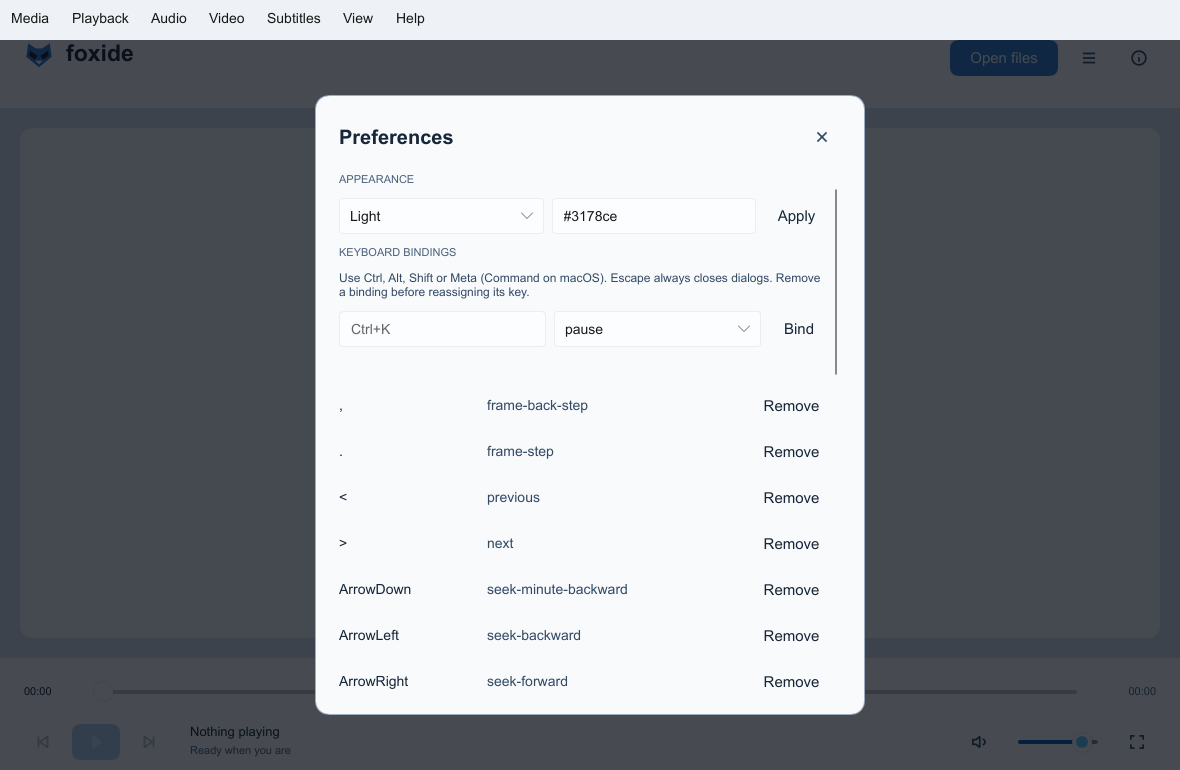 Media Playback Audio Video Subtitles View Help
foxide
Open files
Preferences
APPEARANCE
Light #3178ce Apply
KEYBOARD BINDINGS
Use Ctrl, Alt, Shift or Meta (Command on macOS). Escape always closes dialogs. Remove
a binding before reassigning its key.
Ctrl+K pause Bind
, frame-back-step Remove
. frame-step Remove
< previous Remove
> next Remove
ArrowDown seek-minute-backward Remove
ArrowLeft seek-backward Remove
ArrowRight seek-forward Remove
00:00 00:00
Nothing playing
Ready when you are